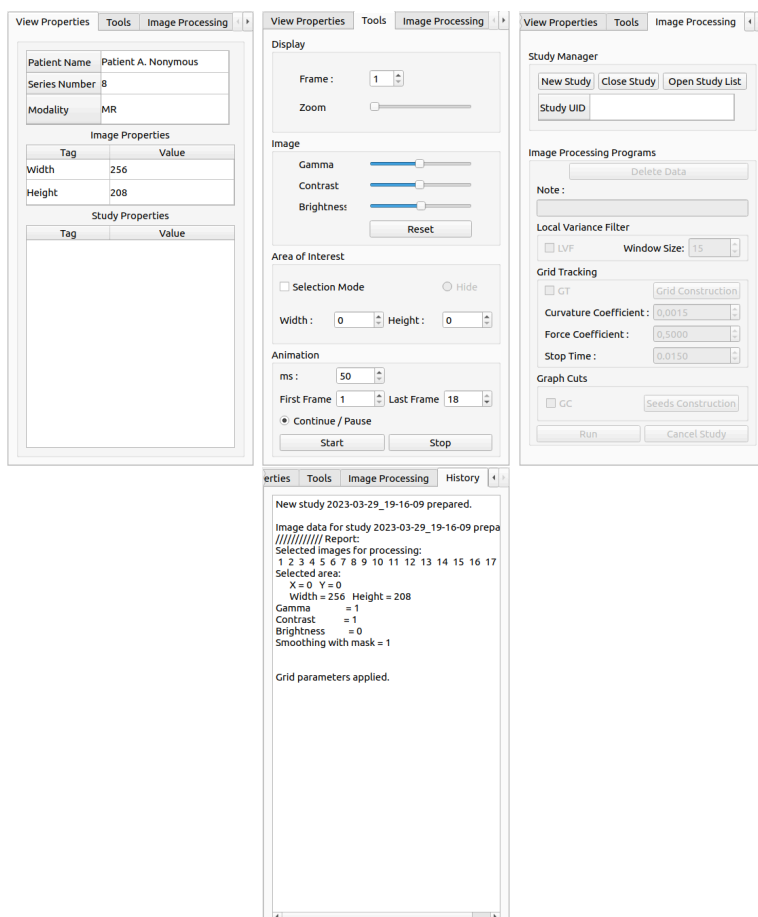 View Properties Tools Image Processing
Patient Name Patient A. Nonymous
Series Number 8
Modality MR
Image Properties
Tag Value
Width 256
Height 208
Study Properties
Tag Value
View Properties Tools Image Processing
Display
Frame : 1
Zoom
Image
Gamma
Contrast
Brightness
Reset
Area of Interest
Selection Mode Hide
Width : 0 Height : 0
Animation
ms : 50
First Frame 1 Last Frame 18
Continue / Pause
Start Stop
View Properties Tools Image Processing
Study Manager
New Study Close Study Open Study List
Study UID
Image Processing Programs
Delete Data
Note :
Local Variance Filter
LVF Window Size: 15
Grid Tracking
GT Grid Construction
Curvature Coefficient : 0,0015
Force Coefficient : 0,5000
Stop Time : 0.0150
Graph Cuts
GC Seeds Construction
Run Cancel Study
erties Tools Image Processing History
New study 2023-03-29_19-16-09 prepared.
Image data for study 2023-03-29_19-16-09 prepa
//////////// Report:
Selected images for processing:
1 2 3 4 5 6 7 8 9 10 11 12 13 14 15 16 17
Selected area:
X = 0 Y = 0
Width = 256 Height = 208
Gamma = 1
Contrast = 1
Brightness = 0
Smoothing with mask = 1
Grid parameters applied.